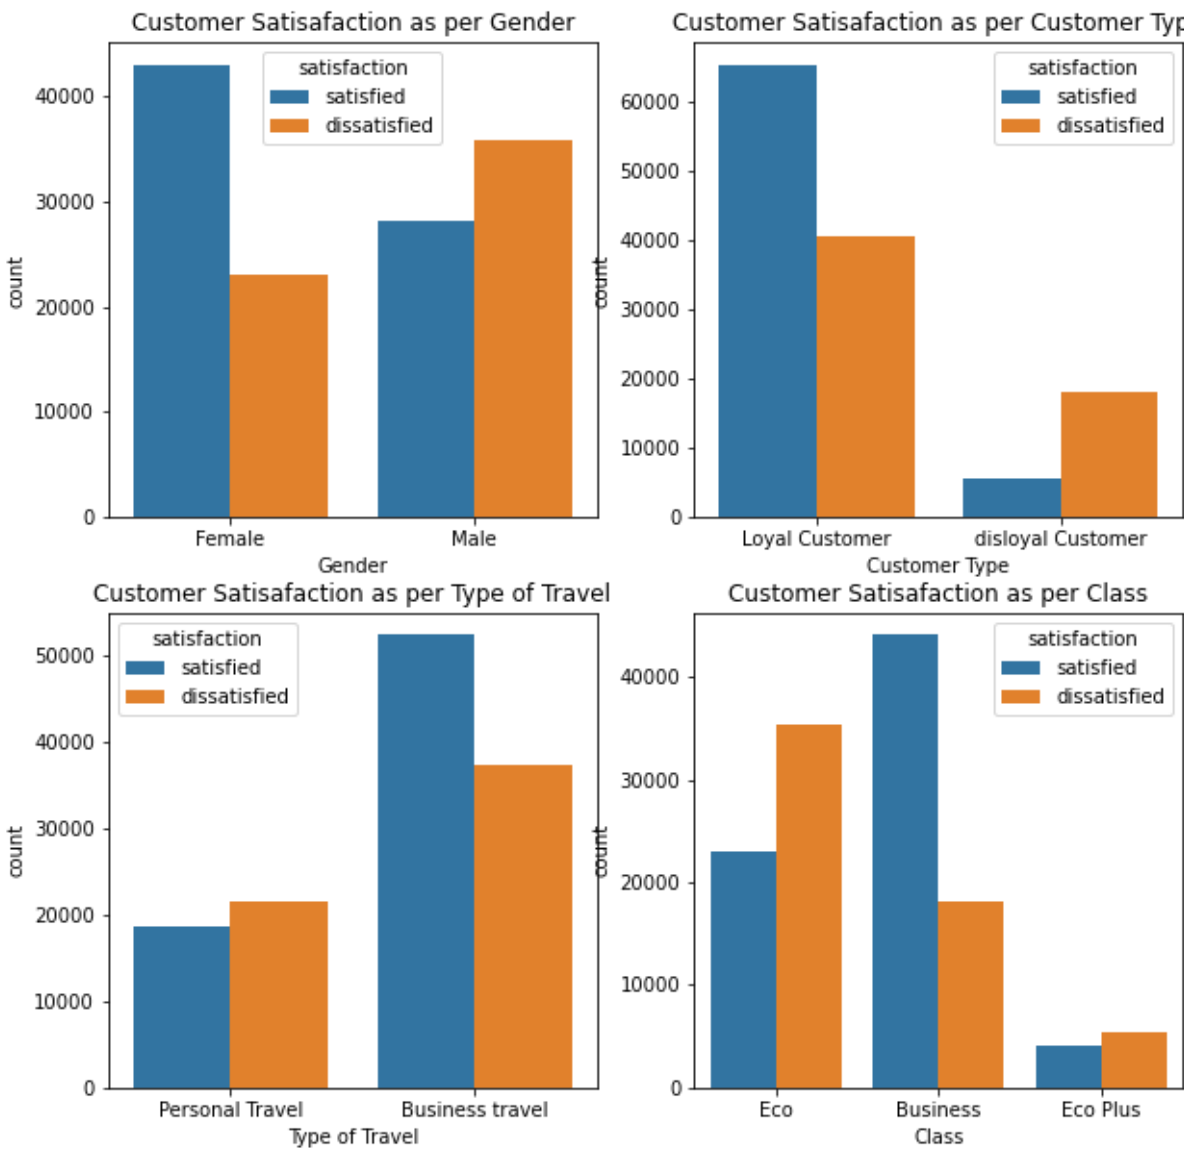 Customer Satisafaction as per Gender
satisfaction
satisfied
dissatisfied
40000
30000
20000
10000
0
count
Female Male
Gender
Customer Satisafaction as per Customer Typ
satisfaction
satisfied
dissatisfied
60000
50000
40000
30000
20000
10000
0
count
Loyal Customer disloyal Customer
Customer Type
Customer Satisafaction as per Type of Travel
satisfaction
satisfied
dissatisfied
50000
40000
30000
20000
10000
0
count
Personal Travel Business travel
Type of Travel
Customer Satisafaction as per Class
satisfaction
satisfied
dissatisfied
40000
30000
20000
10000
0
count
Eco Business Eco Plus
Class